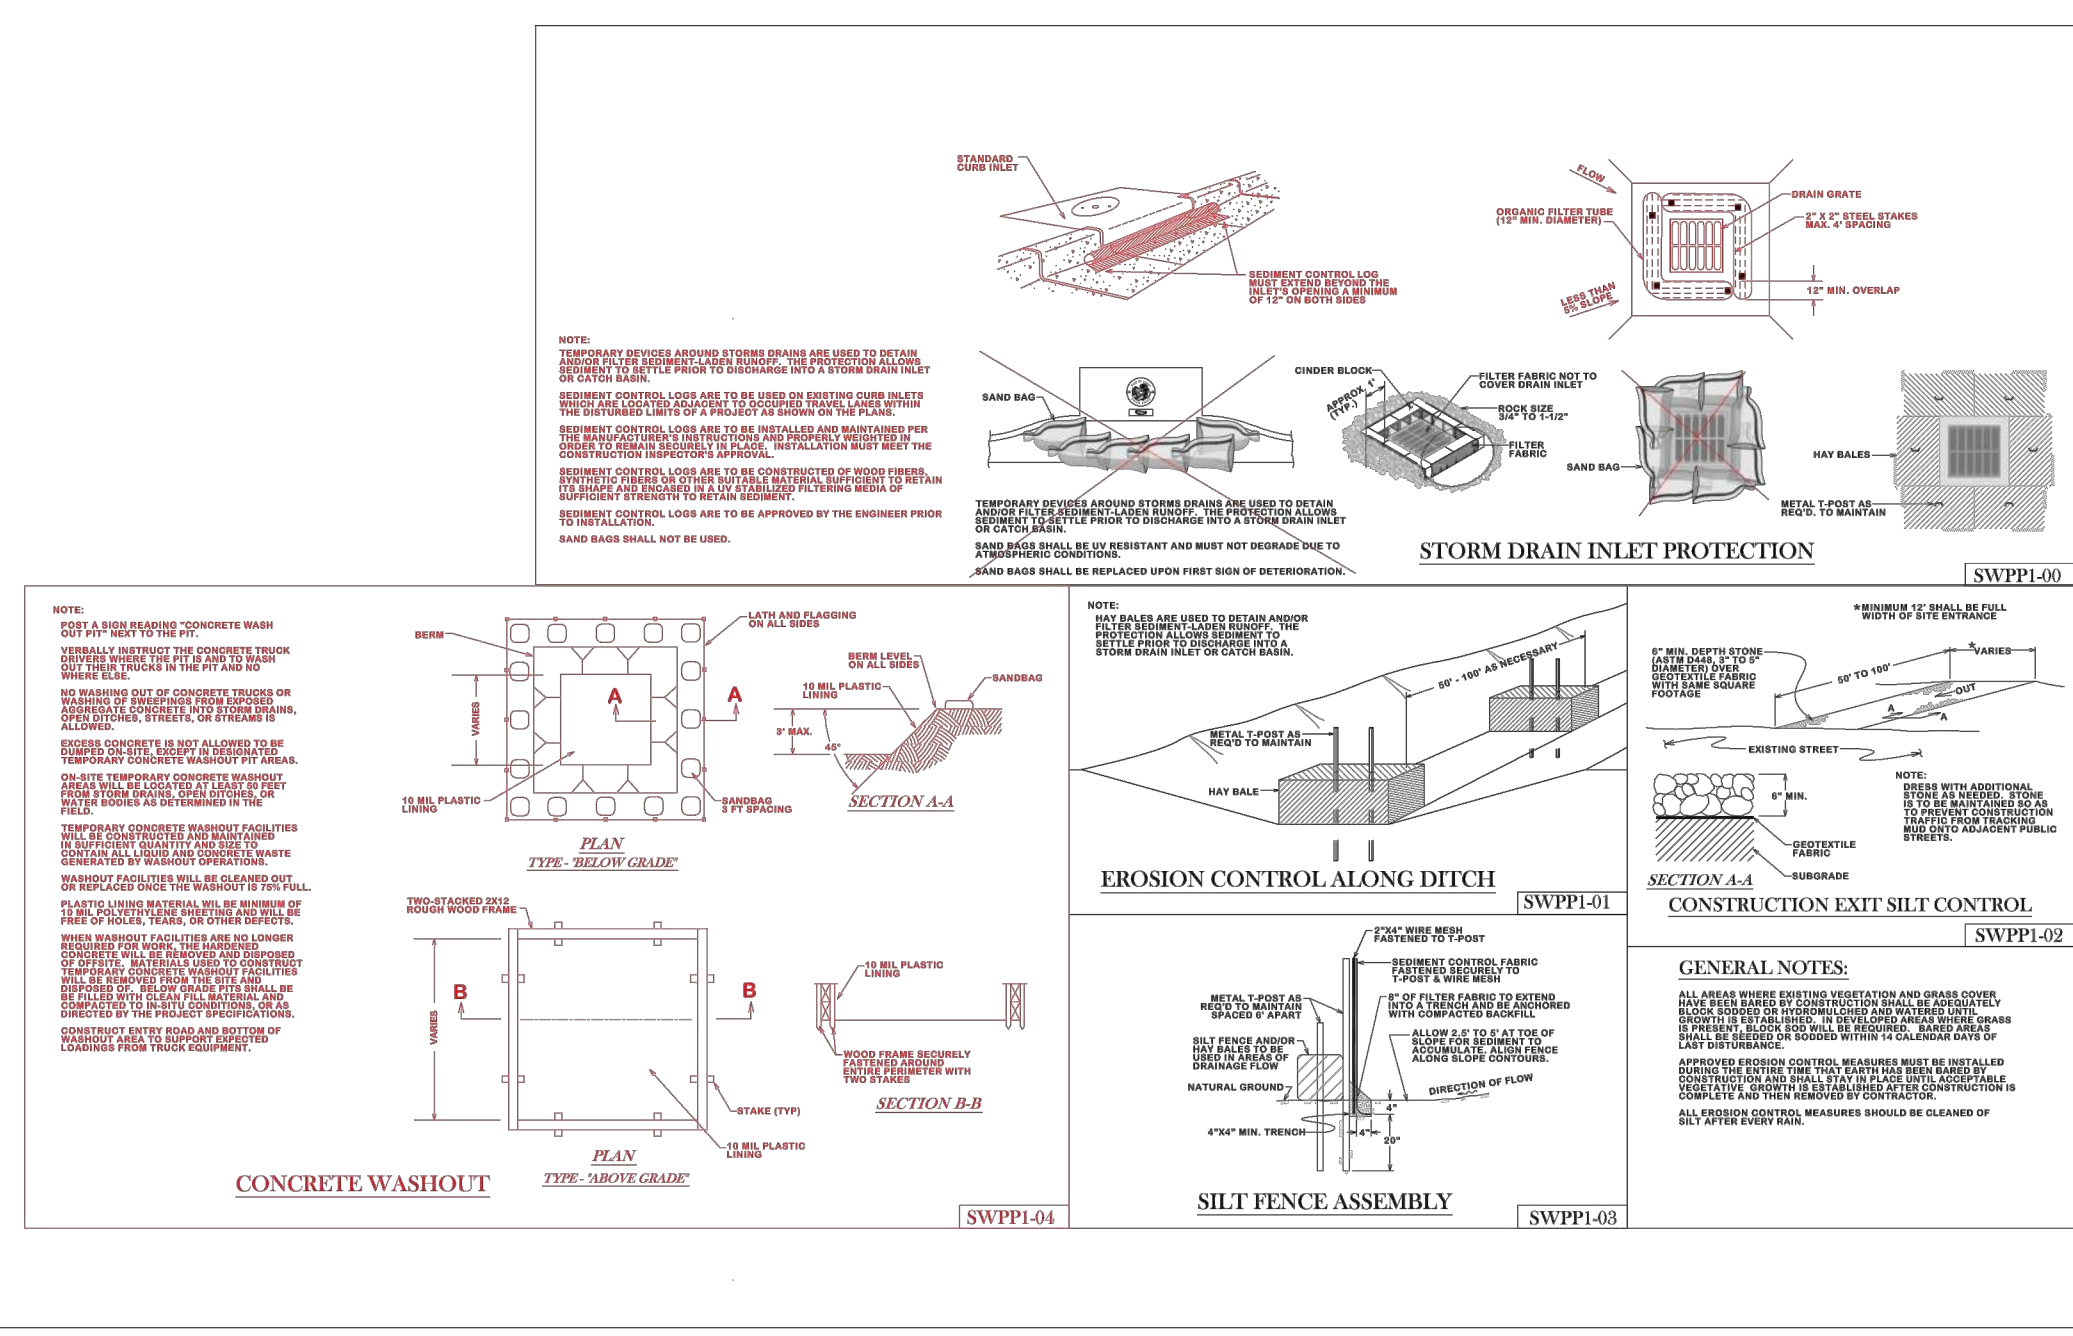 STANDARD
CURB INLET
SEDIMENT CONTROL LOG
MUST EXTEND BEYOND THE
INLET'S OPENING A MINIMUM
OF 12" ON BOTH SIDES
FLOW
ORGANIC FILTER TUBE
(12" MIN. DIAMETER)
LESS THAN
5% SLOPE
DRAIN GRATE
2" X 2" STEEL STAKES
MAX. 4' SPACING
12" MIN. OVERLAP
NOTE:
TEMPORARY DEVICES AROUND STORMS DRAINS ARE USED TO DETAIN
AND/OR FILTER SEDIMENT-LADEN RUNOFF. THE PROTECTION ALLOWS
SEDIMENT TO SETTLE PRIOR TO DISCHARGE INTO A STORM DRAIN INLET
OR CATCH BASIN.
SEDIMENT CONTROL LOGS ARE TO BE USED ON EXISTING CURB INLETS
WHICH ARE LOCATED ADJACENT TO OCCUPIED TRAVEL LANES WITHIN
THE DISTURBED LIMITS OF A PROJECT AS SHOWN ON THE PLANS.
SEDIMENT CONTROL LOGS ARE TO BE INSTALLED AND MAINTAINED PER
THE MANUFACTURER'S INSTRUCTIONS AND PROPERLY WEIGHTED IN
ORDER TO REMAIN SECURELY IN PLACE. INSTALLATION MUST MEET THE
CONSTRUCTION INSPECTOR'S APPROVAL.
SEDIMENT CONTROL LOGS ARE TO BE CONSTRUCTED OF WOOD FIBERS,
SYNTHETIC FIBERS OR OTHER SUITABLE MATERIAL SUFFICIENT TO RETAIN
ITS SHAPE AND ENCASED IN A UV STABILIZED FILTERING MEDIA OF
SUFFICIENT STRENGTH TO RETAIN SEDIMENT.
SEDIMENT CONTROL LOGS ARE TO BE APPROVED BY THE ENGINEER PRIOR
TO INSTALLATION.
SAND BAGS SHALL NOT BE USED.
SAND BAG
TEMPORARY DEVICES AROUND STORMS DRAINS ARE USED TO DETAIN
AND/OR FILTER SEDIMENT-LADEN RUNOFF. THE PROTECTION ALLOWS
SEDIMENT TO SETTLE PRIOR TO DISCHARGE INTO A STORM DRAIN INLET
OR CATCH BASIN.
SAND BAGS SHALL BE UV RESISTANT AND MUST NOT DEGRADE DUE TO
ATMOSPHERIC CONDITIONS.
SAND BAGS SHALL BE REPLACED UPON FIRST SIGN OF DETERIORATION.
CINDER BLOCK
APPROX. 1'
(TYP.)
FILTER FABRIC NOT TO
COVER DRAIN INLET
ROCK SIZE
3/4" TO 1-1/2"
FILTER
FABRIC
SAND BAG
HAY BALES
METAL T-POST AS
REQ'D. TO MAINTAIN
STORM DRAIN INLET PROTECTION
SWPP1-00
NOTE:
POST A SIGN READING "CONCRETE WASH
OUT PIT" NEXT TO THE PIT.
VERBALLY INSTRUCT THE CONCRETE TRUCK
DRIVERS WHERE THE PIT IS AND TO WASH
OUT THEIR TRUCKS IN THE PIT AND NO
WHERE ELSE.
NO WASHING OUT OF CONCRETE TRUCKS OR
WASHING OF SWEEPINGS FROM EXPOSED
AGGREGATE CONCRETE INTO STORM DRAINS,
OPEN DITCHES, STREETS, OR STREAMS IS
ALLOWED.
EXCESS CONCRETE IS NOT ALLOWED TO BE
DUMPED ON-SITE, EXCEPT IN DESIGNATED
TEMPORARY CONCRETE WASHOUT PIT AREAS.
ON-SITE TEMPORARY CONCRETE WASHOUT
AREAS WILL BE LOCATED AT LEAST 50 FEET
FROM STORM DRAINS, OPEN DITCHES, OR
WATER BODIES AS DETERMINED IN THE
FIELD.
TEMPORARY CONCRETE WASHOUT FACILITIES
WILL BE CONSTRUCTED AND MAINTAINED
IN SUFFICIENT QUANTITY AND SIZE TO
CONTAIN ALL LIQUID AND CONCRETE WASTE
GENERATED BY WASHOUT OPERATIONS.
WASHOUT FACILITIES WILL BE CLEANED OUT
OR REPLACED ONCE THE WASHOUT IS 75% FULL.
PLASTIC LINING MATERIAL WIL BE MINIMUM OF
10 MIL POLYETHYLENE SHEETING AND WILL BE
FREE OF HOLES, TEARS, OR OTHER DEFECTS.
WHEN WASHOUT FACILITIES ARE NO LONGER
REQUIRED FOR WORK, THE HARDENED
CONCRETE WILL BE REMOVED AND DISPOSED
OF OFFSITE. MATERIALS USED TO CONSTRUCT
TEMPORARY CONCRETE WASHOUT FACILITIES
WILL BE REMOVED FROM THE SITE AND
DISPOSED OF. BELOW GRADE PITS SHALL BE
BE FILLED WITH CLEAN FILL MATERIAL AND
COMPACTED TO IN-SITU CONDITIONS, OR AS
DIRECTED BY THE PROJECT SPECIFICATIONS.
CONSTRUCT ENTRY ROAD AND BOTTOM OF
WASHOUT AREA TO SUPPORT EXPECTED
LOADINGS FROM TRUCK EQUIPMENT.
BERM
LATH AND FLAGGING
ON ALL SIDES
A
A
VARIES
10 MIL PLASTIC
LINING
SANDBAG
3 FT SPACING
PLAN
TYPE - "BELOW GRADE"
BERM LEVEL
ON ALL SIDES
10 MIL PLASTIC
LINING
SANDBAG
3' MAX.
45°
SECTION A-A
TWO-STACKED 2X12
ROUGH WOOD FRAME
B
B
VARIES
STAKE (TYP)
10 MIL PLASTIC
LINING
PLAN
TYPE - "ABOVE GRADE"
10 MIL PLASTIC
LINING
WOOD FRAME SECURELY
FASTENED AROUND
ENTIRE PERIMETER WITH
TWO STAKES
SECTION B-B
CONCRETE WASHOUT
SWPP1-04
NOTE:
HAY BALES ARE USED TO DETAIN AND/OR
FILTER SEDIMENT-LADEN RUNOFF. THE
PROTECTION ALLOWS SEDIMENT TO
SETTLE PRIOR TO DISCHARGE INTO A
STORM DRAIN INLET OR CATCH BASIN.
50' - 100' AS NECESSARY
METAL T-POST AS
REQ'D TO MAINTAIN
HAY BALE
EROSION CONTROL ALONG DITCH
SWPP1-01
*MINIMUM 12' SHALL BE FULL
WIDTH OF SITE ENTRANCE
6" MIN. DEPTH STONE
(ASTM D448, 3" TO 5"
DIAMETER) OVER
GEOTEXTILE FABRIC
WITH SAME SQUARE
FOOTAGE
50' TO 100'
*VARIES
OUT
A
A
EXISTING STREET
6" MIN.
GEOTEXTILE
FABRIC
SUBGRADE
SECTION A-A
NOTE:
DRESS WITH ADDITIONAL
STONE AS NEEDED. STONE
IS TO BE MAINTAINED SO AS
TO PREVENT CONSTRUCTION
TRAFFIC FROM TRACKING
MUD ONTO ADJACENT PUBLIC
STREETS.
CONSTRUCTION EXIT SILT CONTROL
SWPP1-02
2"X4" WIRE MESH
FASTENED TO T-POST
SEDIMENT CONTROL FABRIC
FASTENED SECURELY TO
T-POST & WIRE MESH
METAL T-POST AS
REQ'D TO MAINTAIN
SPACED 6' APART
8" OF FILTER FABRIC TO EXTEND
INTO A TRENCH AND BE ANCHORED
WITH COMPACTED BACKFILL
SILT FENCE AND/OR
HAY BALES TO BE
USED IN AREAS OF
DRAINAGE FLOW
ALLOW 2.5' TO 5' AT TOE OF
SLOPE FOR SEDIMENT TO
ACCUMULATE. ALIGN FENCE
ALONG SLOPE CONTOURS.
NATURAL GROUND
DIRECTION OF FLOW
4"
4"X4" MIN. TRENCH
4"
20"
SILT FENCE ASSEMBLY
SWPP1-03
GENERAL NOTES:
ALL AREAS WHERE EXISTING VEGETATION AND GRASS COVER
HAVE BEEN BARED BY CONSTRUCTION SHALL BE ADEQUATELY
BLOCK SODDED OR HYDROMULCHED AND WATERED UNTIL
GROWTH IS ESTABLISHED. IN DEVELOPED AREAS WHERE GRASS
IS PRESENT, BLOCK SOD WILL BE REQUIRED. BARED AREAS
SHALL BE SEEDED OR SODDED WITHIN 14 CALENDAR DAYS OF
LAST DISTURBANCE.
APPROVED EROSION CONTROL MEASURES MUST BE INSTALLED
DURING THE ENTIRE TIME THAT EARTH HAS BEEN BARED BY
CONSTRUCTION AND SHALL STAY IN PLACE UNTIL ACCEPTABLE
VEGETATIVE GROWTH IS ESTABLISHED AFTER CONSTRUCTION IS
COMPLETE AND THEN REMOVED BY CONTRACTOR.
ALL EROSION CONTROL MEASURES SHOULD BE CLEANED OF
SILT AFTER EVERY RAIN.